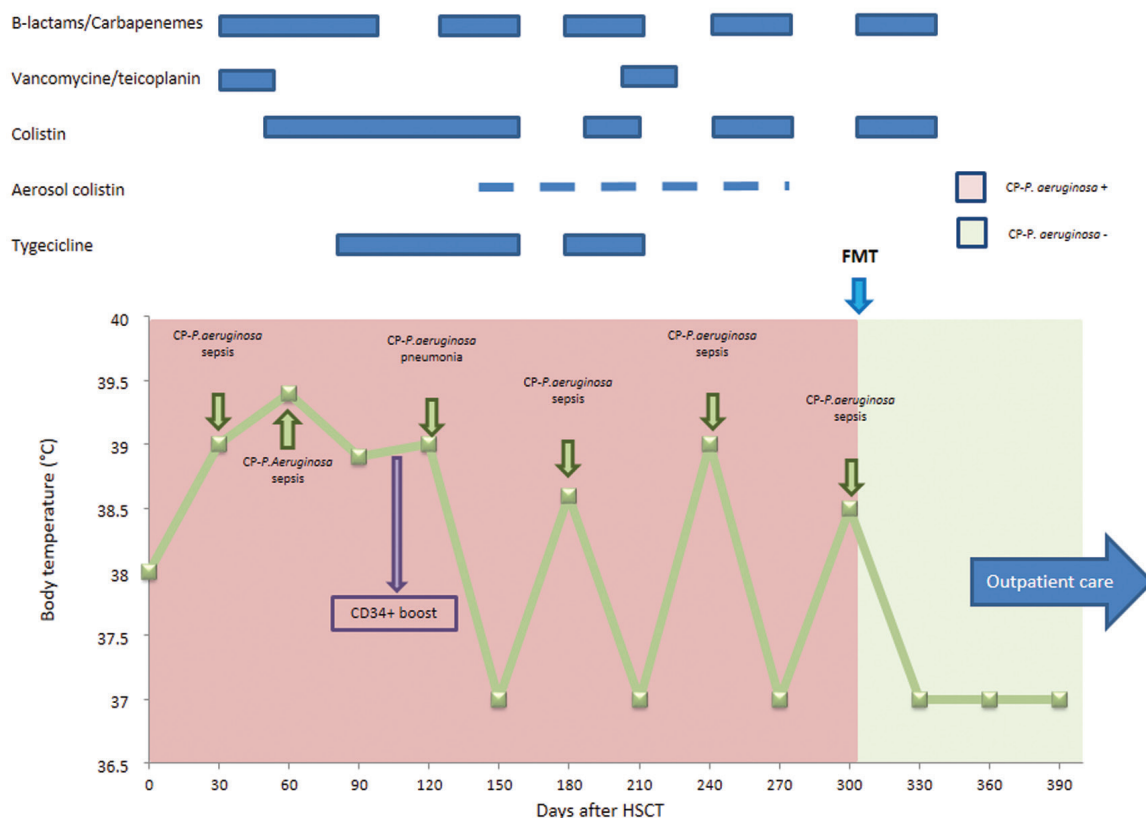 B-lactams/Carbapenemes
Vancomycine/teicoplanin
Colistin
Aerosol colistin
Tygecicline
CP-P. aeruginosa +
CP-P. aeruginosa -
FMT
40
39.5
39
38.5
38
37.5
37
36.5
Body temperature (°C)
CP-P.aeruginosa
sepsis
CP-P.Aeruginosa
sepsis
CD34+ boost
CP-P.aeruginosa
pneumonia
CP-P.aeruginosa
sepsis
CP-P.aeruginosa
sepsis
CP-P.aeruginosa
sepsis
Outpatient care
0 30 60 90 120 150 180 210 240 270 300 330 360 390
Days after HSCT